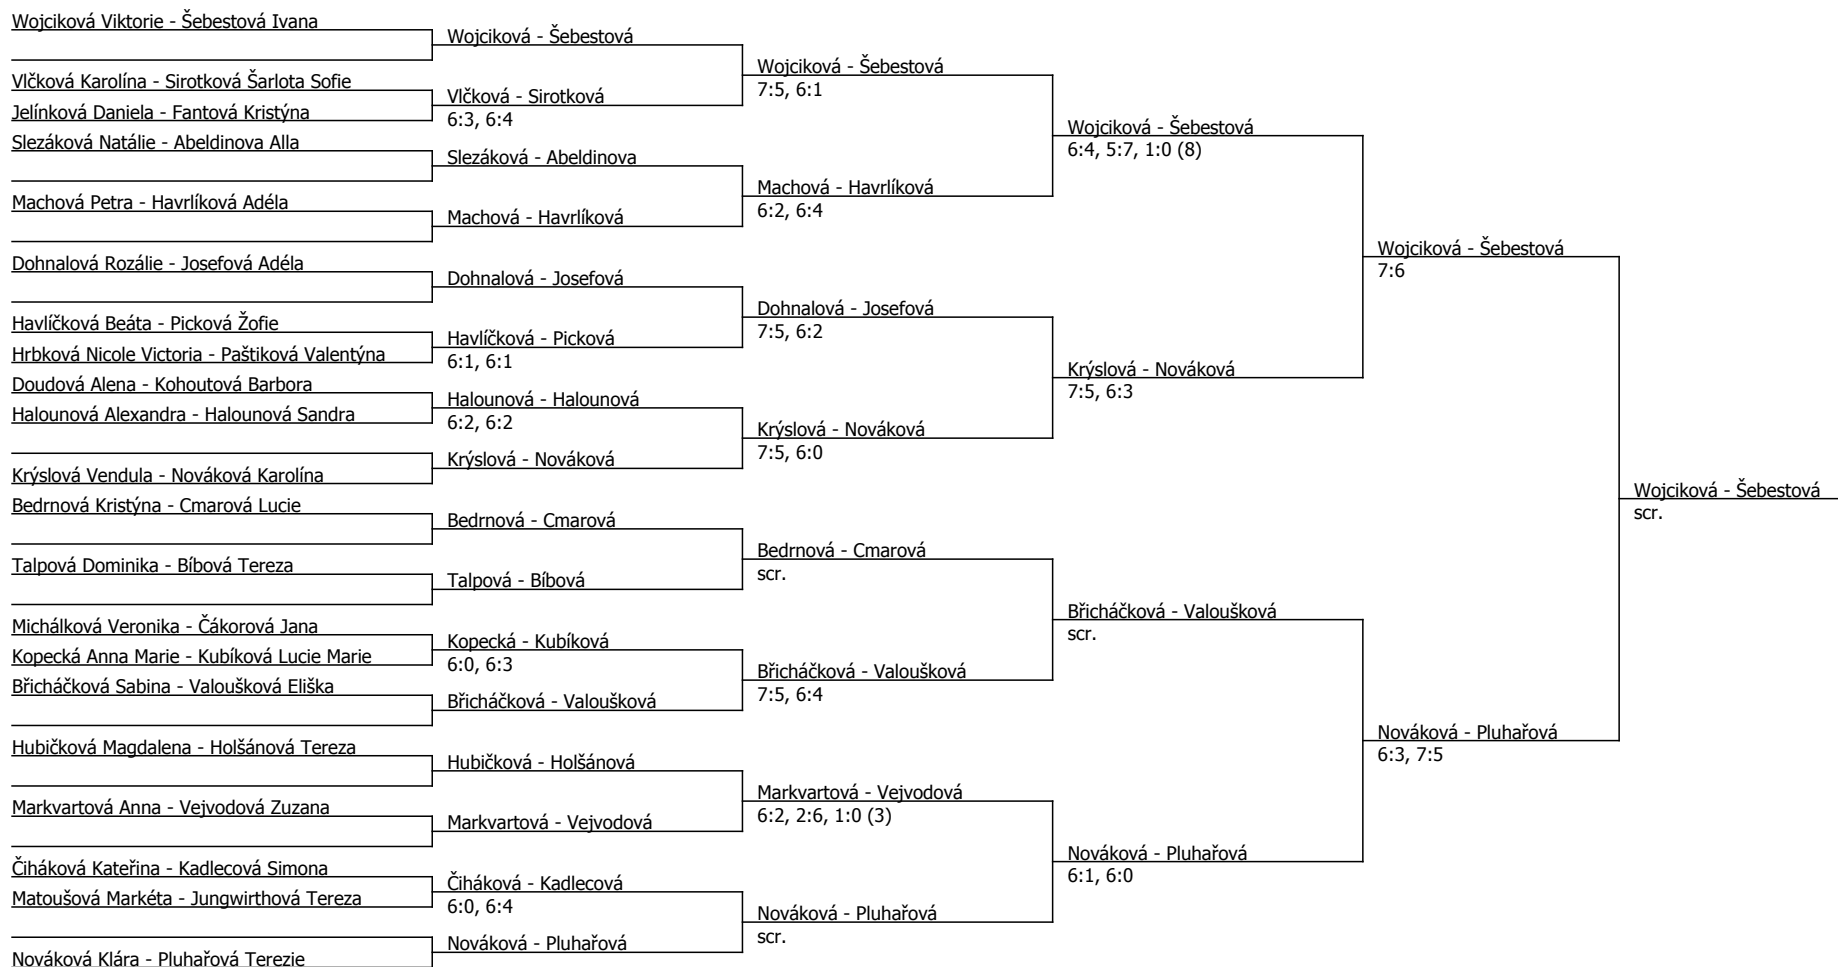 Wojciková Viktorie - Šebestová Ivana
Vlčková Karolína - Sirotková Šarlota Sofie
Jelínková Daniela - Fantová Kristýna
Slezáková Natálie - Abeldinova Alla
Machová Petra - Havrlíková Adéla
Dohnalová Rozálie - Josefová Adéla
Havlíčková Beáta - Picková Žofie
Hrbková Nicole Victoria - Paštiková Valentýna
Doudová Alena - Kohoutová Barbora
Halounová Alexandra - Halounová Sandra
Krýslová Vendula - Nováková Karolína
Bedrnová Kristýna - Cmarová Lucie
Talpová Dominika - Bíbová Tereza
Michálková Veronika - Čákorová Jana
Kopecká Anna Marie - Kubíková Lucie Marie
Břicháčková Sabina - Valoušková Eliška
Hubičková Magdalena - Holšánová Tereza
Markvartová Anna - Vejvodová Zuzana
Čiháková Kateřina - Kadlecová Simona
Matoušová Markéta - Jungwirthová Tereza
Nováková Klára - Pluhařová Terezie
Wojciková - Šebestová
Vlčková - Sirotková
6:3, 6:4
Slezáková - Abeldinova
Machová - Havrlíková
Dohnalová - Josefová
Havlíčková - Picková
6:1, 6:1
Halounová - Halounová
6:2, 6:2
Krýslová - Nováková
Bedrnová - Cmarová
Talpová - Bíbová
Kopecká - Kubíková
6:0, 6:3
Břicháčková - Valoušková
Hubičková - Holšánová
Markvartová - Vejvodová
Čiháková - Kadlecová
6:0, 6:4
Nováková - Pluhařová
Wojciková - Šebestová
7:5, 6:1
Machová - Havrlíková
6:2, 6:4
Dohnalová - Josefová
7:5, 6:2
Krýslová - Nováková
7:5, 6:0
Bedrnová - Cmarová
scr.
Břicháčková - Valoušková
7:5, 6:4
Markvartová - Vejvodová
6:2, 2:6, 1:0 (3)
Nováková - Pluhařová
scr.
Wojciková - Šebestová
6:4, 5:7, 1:0 (8)
Krýslová - Nováková
7:5, 6:3
Břicháčková - Valoušková
scr.
Nováková - Pluhařová
6:1, 6:0
Wojciková - Šebestová
7:6
Nováková - Pluhařová
6:3, 7:5
Wojciková - Šebestová
scr.